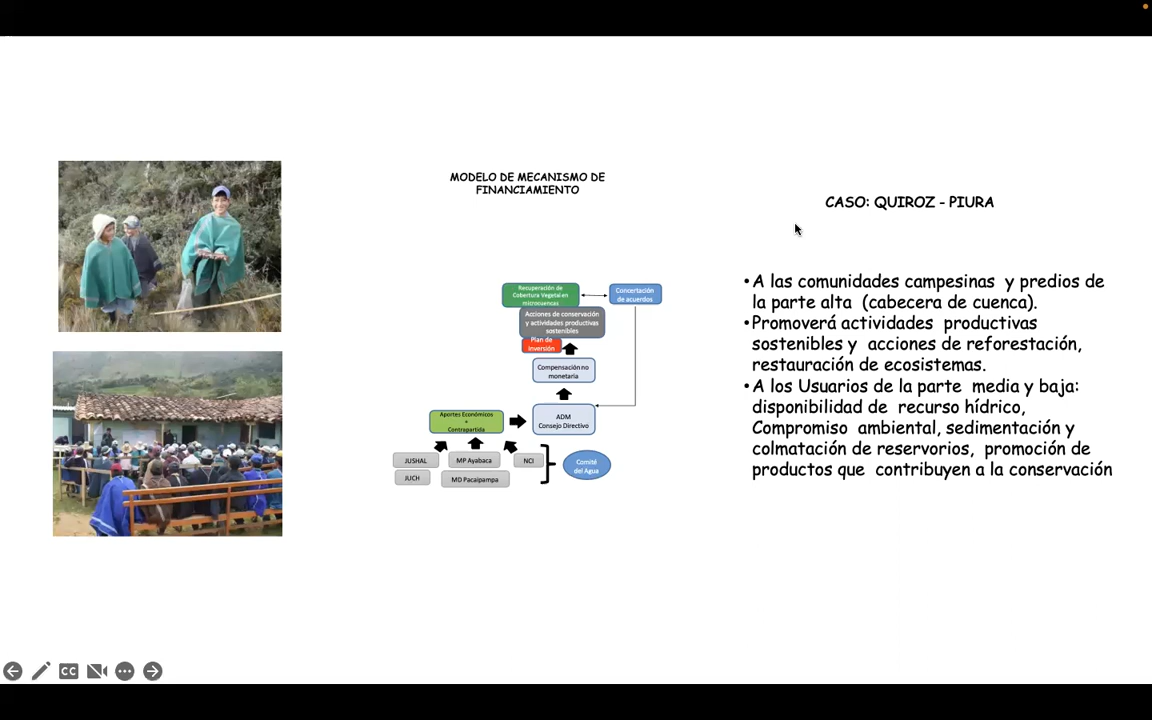 MODELO DE MECANISMO DE
FINANCIAMIENTO
Recuperación de
Cobertura Vegetal en
microcuencas
Concertación
de acuerdos
Acciones de conservación
y actividades productivas
sostenibles
Plan de
Inversión
Compensación no
monetaria
Aportes Económicos
+
Contrapartida
ADM
Consejo Directivo
JUSHAL
MP Ayabaca
NCI
JUCH
MD Pacaipampa
Comité
del Agua
CASO: QUIROZ - PIURA
•A las comunidades campesinas y predios de
la parte alta (cabecera de cuenca).
•Promoverá actividades productivas
sostenibles y acciones de reforestación,
restauración de ecosistemas.
•A los Usuarios de la parte media y baja:
disponibilidad de recurso hídrico,
Compromiso ambiental, sedimentación y
colmatación de reservorios, promoción de
productos que contribuyen a la conservación
CC